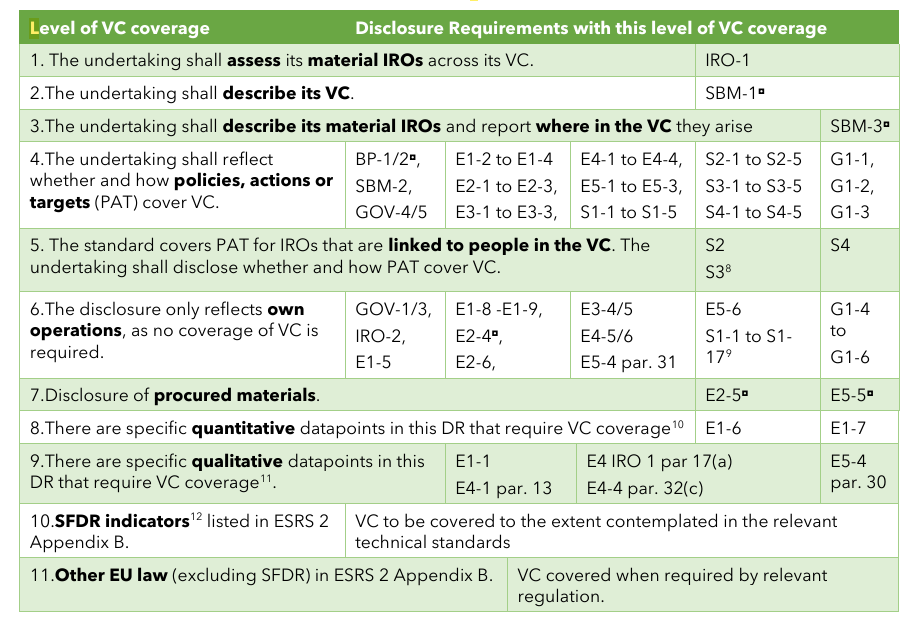 Level of VC coverage Disclosure Requirements with this level of VC coverage
1. The undertaking shall assess its material IROs across its VC. IRO-1
2.The undertaking shall describe its VC. SBM-1¤
3.The undertaking shall describe its material IROs and report where in the VC they arise SBM-3¤
4.The undertaking shall reflect
whether and how policies, actions or
targets (PAT) cover VC.
BP-1/2¤,
SBM-2,
GOV-4/5
E1-2 to E1-4
E2-1 to E2-3,
E3-1 to E3-3,
E4-1 to E4-4,
E5-1 to E5-3,
S1-1 to S1-5
S2-1 to S2-5
S3-1 to S3-5
S4-1 to S4-5
G1-1,
G1-2,
G1-3
5. The standard covers PAT for IROs that are linked to people in the VC. The
undertaking shall disclose whether and how PAT cover VC.
S2
S3⁸
S4
6.The disclosure only reflects own
operations, as no coverage of VC is
required.
GOV-1/3,
IRO-2,
E1-5
E1-8 -E1-9,
E2-4¤,
E2-6,
E3-4/5
E4-5/6
E5-4 par. 31
E5-6
S1-1 to S1-
17⁹
G1-4
to
G1-6
7.Disclosure of procured materials. E2-5¤ E5-5¤
8.There are specific quantitative datapoints in this DR that require VC coverage¹⁰ E1-6 E1-7
9.There are specific qualitative datapoints in this
DR that require VC coverage¹¹.
E1-1
E4-1 par. 13
E4 IRO 1 par 17(a)
E4-4 par. 32(c)
E5-4
par. 30
10.SFDR indicators¹² listed in ESRS 2
Appendix B.
VC to be covered to the extent contemplated in the relevant
technical standards
11.Other EU law (excluding SFDR) in ESRS 2 Appendix B.
VC covered when required by relevant
regulation.